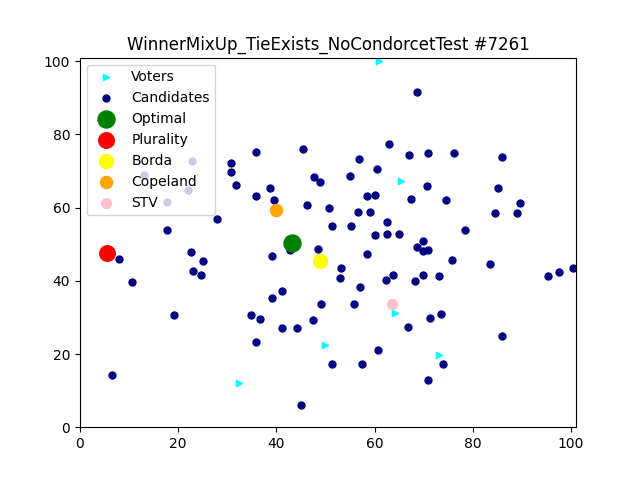 WinnerMixUp_TieExists_NoCondorcetTest #7261
100
80
60
40
20
0
Voters
Candidates
Optimal
Plurality
Borda
Copeland
STV
0 20 40 60 80 100